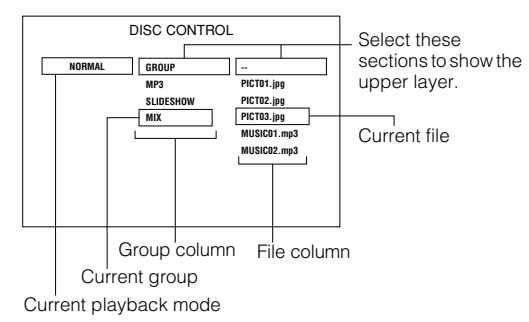 DISC CONTROL
Select these
sections to show the
upper layer.
NORMAL GROUP --
MP3 PICT01.jpg
SLIDESHOW PICT02.jpg
MIX PICT03.jpg
Current file
MUSIC01.mp3
MUSIC02.mp3
Group column File column
Current group
Current playback mode